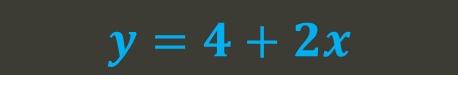 y = 4 + 2x